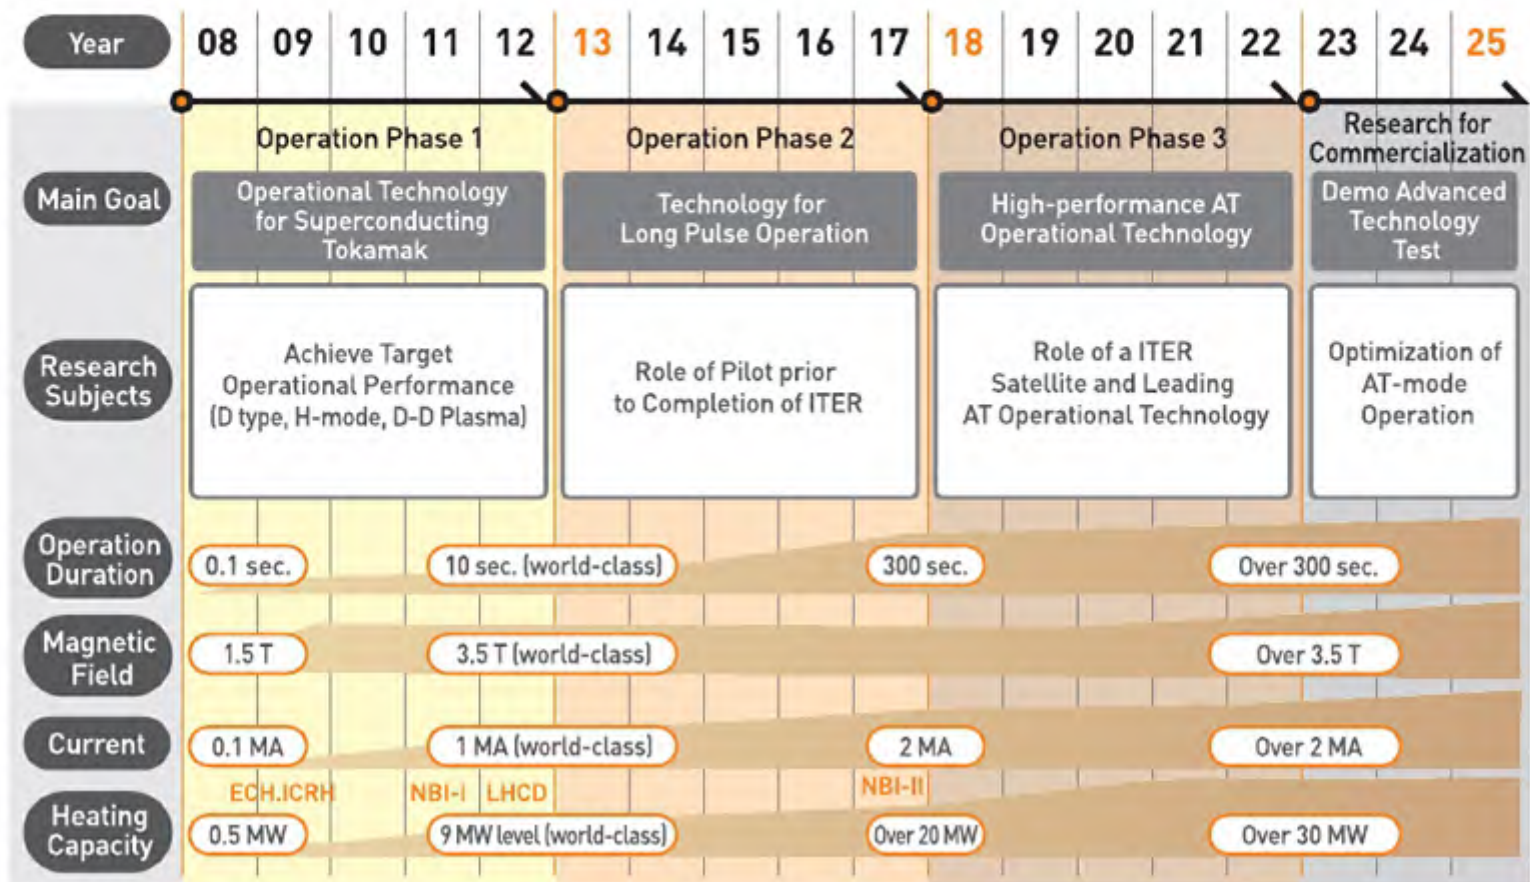 Year 08 09 10 11 12 13 14 15 16 17 18 19 20 21 22 23 24 25
Operation Phase 1
Operation Phase 2
Operation Phase 3
Research for
Commercialization
Main Goal
Operational Technology
for Superconducting
Tokamak
Technology for
Long Pulse Operation
High-performance AT
Operational Technology
Demo Advanced
Technology
Test
Research
Subjects
Achieve Target
Operational Performance
(D type, H-mode, D-D Plasma)
Role of Pilot prior
to Completion of ITER
Role of a ITER
Satellite and Leading
AT Operational Technology
Optimization of
AT-mode
Operation
Operation
Duration
0.1 sec.
10 sec. (world-class)
300 sec.
Over 300 sec.
Magnetic
Field
1.5 T
3.5 T (world-class)
Over 3.5 T
Current
0.1 MA
1 MA (world-class)
2 MA
Over 2 MA
ECH.ICRH
NBI-i
LHCD
NBI-II
Heating
Capacity
0.5 MW
9 MW level (world-class)
Over 20 MW
Over 30 MW